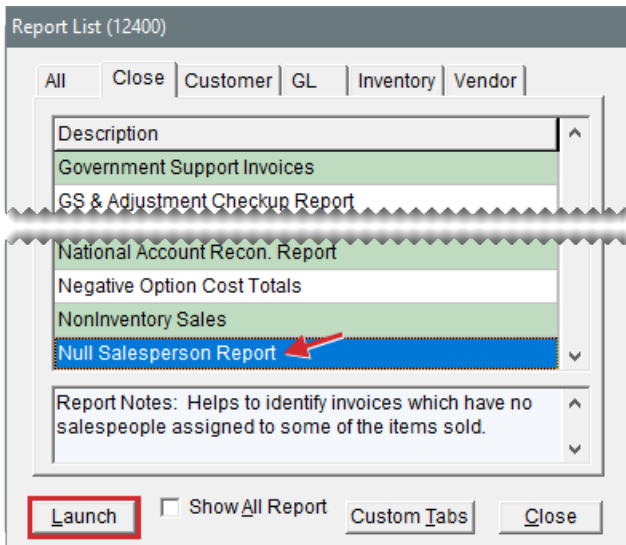 Report List (12400)
All Close Customer GL Inventory Vendor
Description
Government Support Invoices
GS & Adjustment Checkup Report
National Account Recon. Report
Negative Option Cost Totals
NonInventory Sales
Null Salesperson Report
Report Notes: Helps to identify invoices which have no
salespeople assigned to some of the items sold.
Launch Show All Report Custom Tabs Close